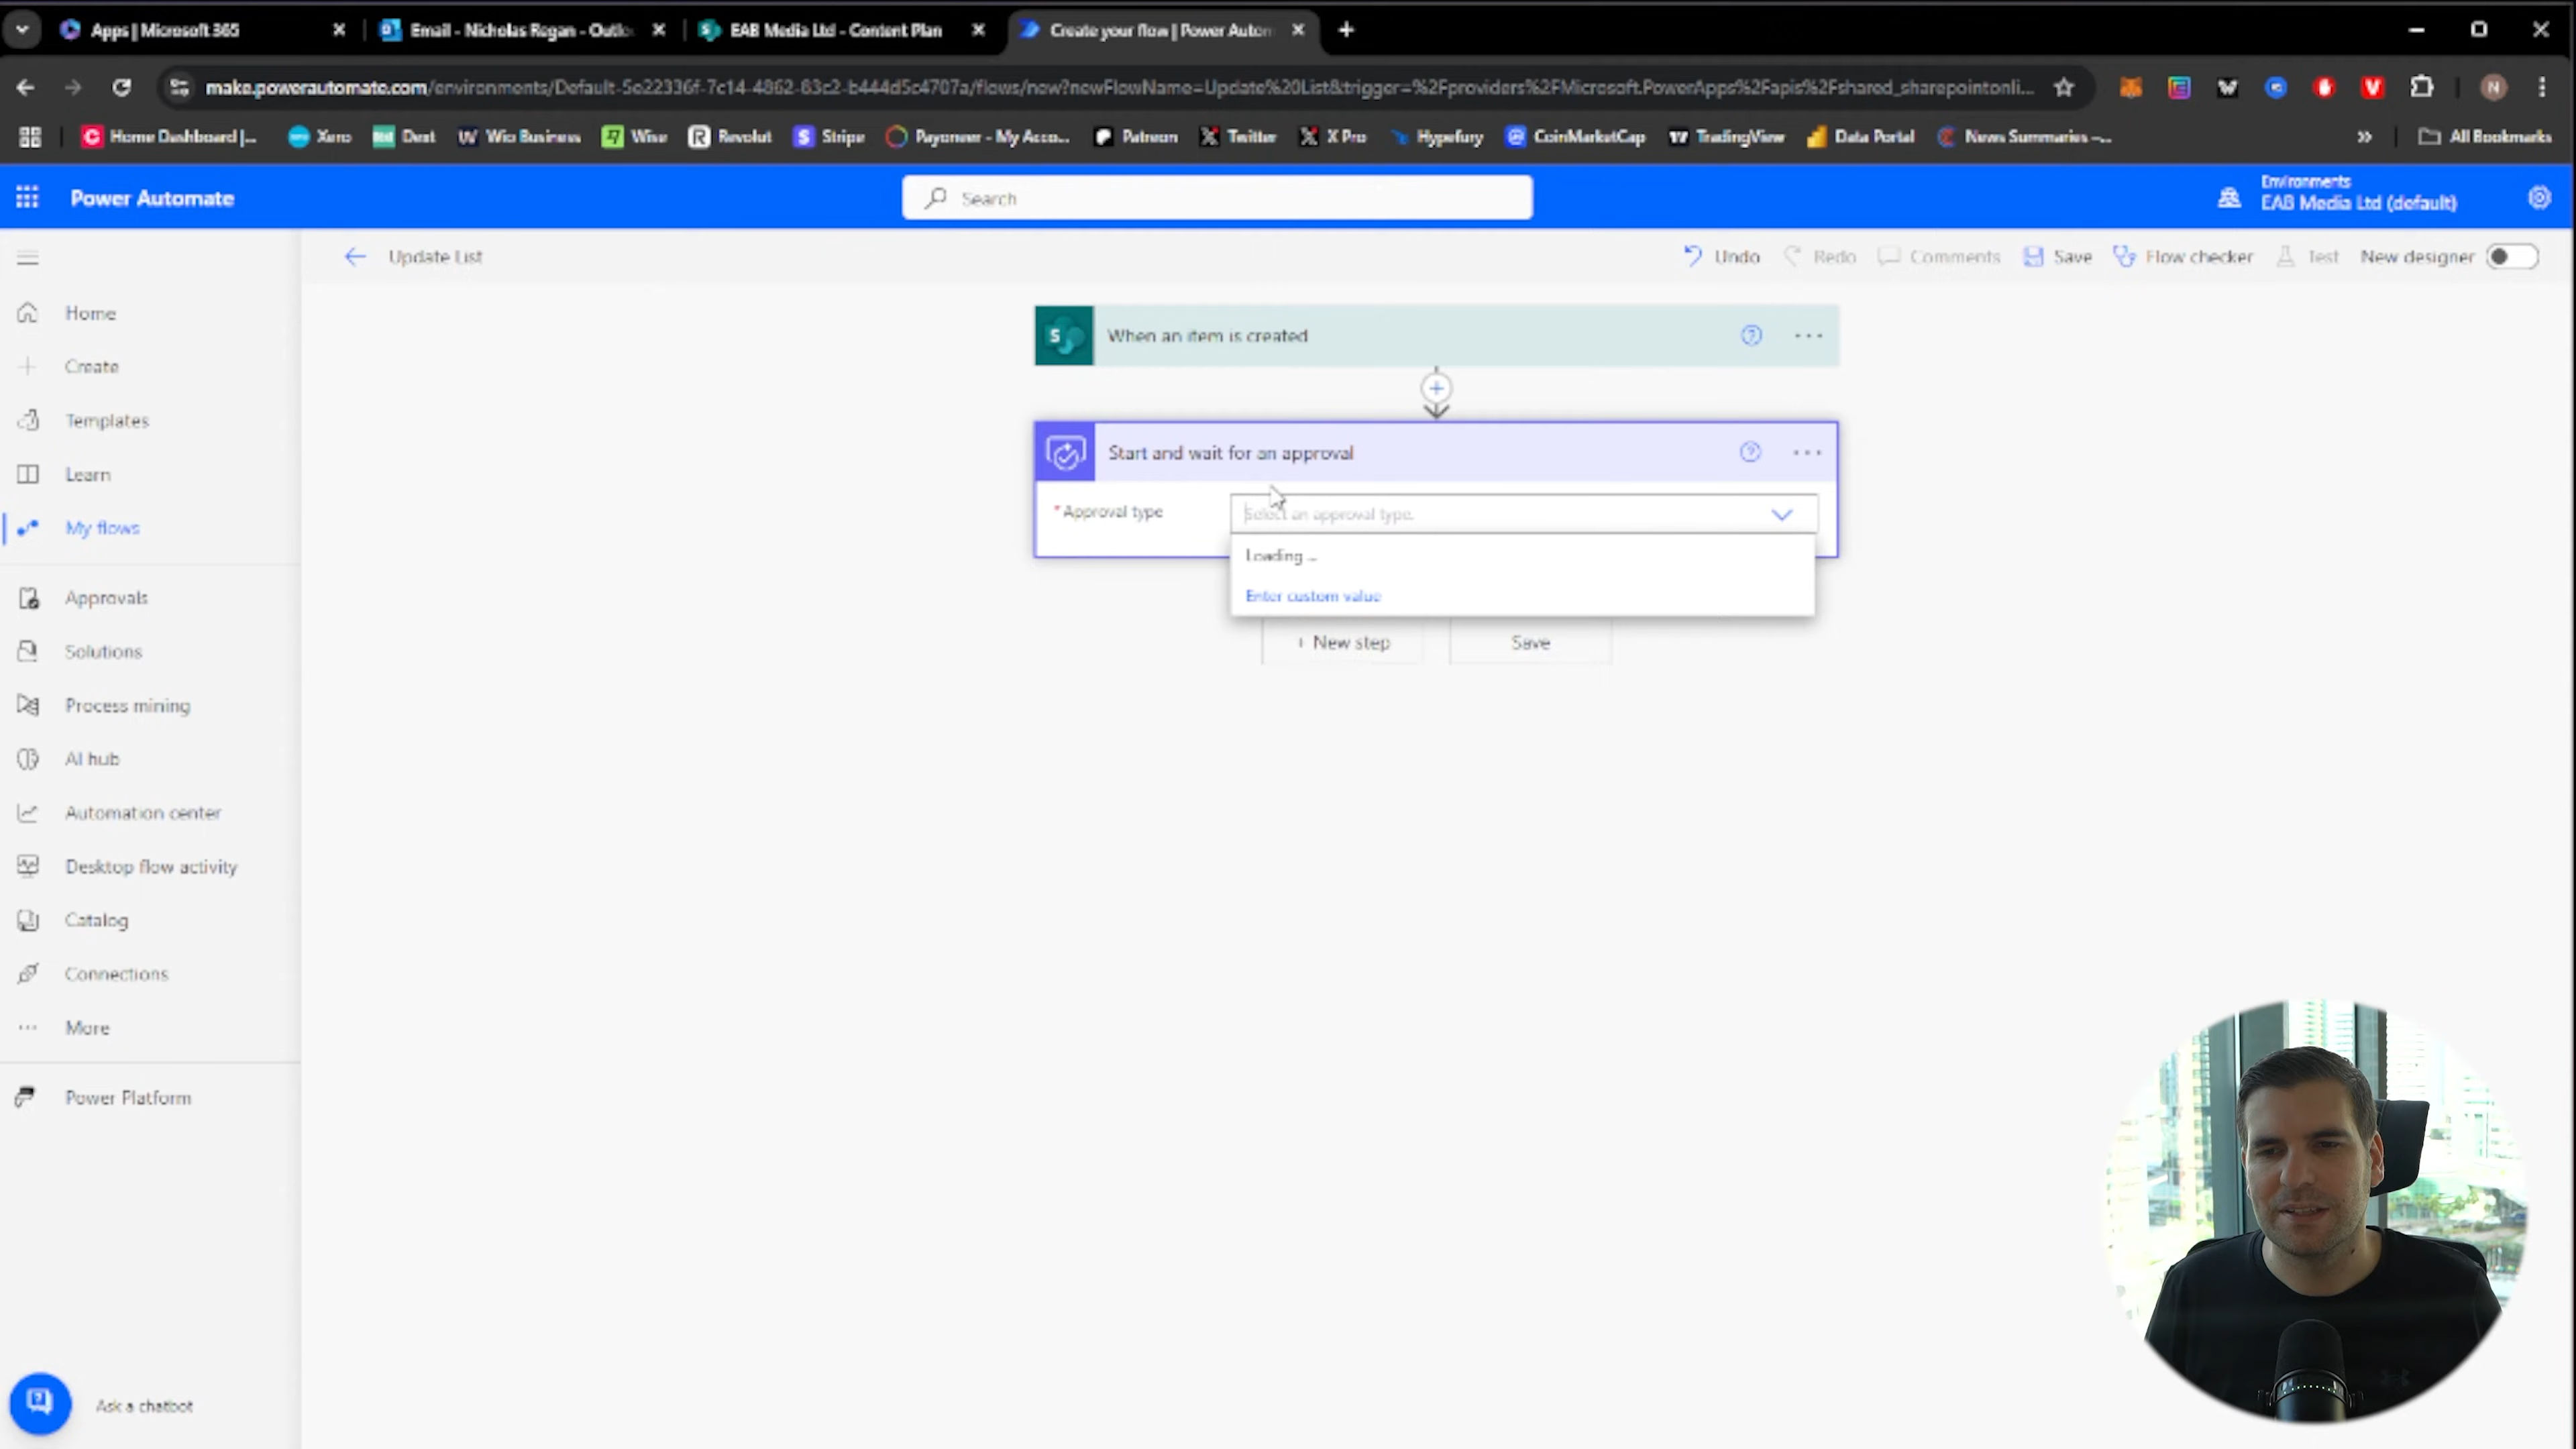 Apps | Microsoft 365
Email - Nicholas Regan - Outlo
EAB Media Ltd - Content Plan
Create your flow | Power Autom
make.powerautomate.com/environments/Default-5e22336f-7c14-4862-83c2-b444d5c4707a/flows/new?newFlowName=Update%20List&trigger=%2Fproviders%2FMicrosoft.PowerApps%2Fapis%2Fshared_sharepointonli...
Home Dashboard |...
Xero
Dext
Wio Business
Wise
Revolut
Stripe
Payoneer - My Acco...
Patreon
Twitter
X Pro
Hypefury
CoinMarketCap
TradingView
Data Portal
News Summaries –...
All Bookmarks
Power Automate
Search
Environments
EAB Media Ltd (default)
Update List
Undo
Redo
Comments
Save
Flow checker
Test
New designer
Home
Create
Templates
Learn
My flows
Approvals
Solutions
Process mining
AI hub
Automation center
Desktop flow activity
Catalog
Connections
More
Power Platform
Ask a chatbot
When an item is created
Start and wait for an approval
* Approval type
Select an approval type.
Loading ...
Enter custom value
+ New step
Save